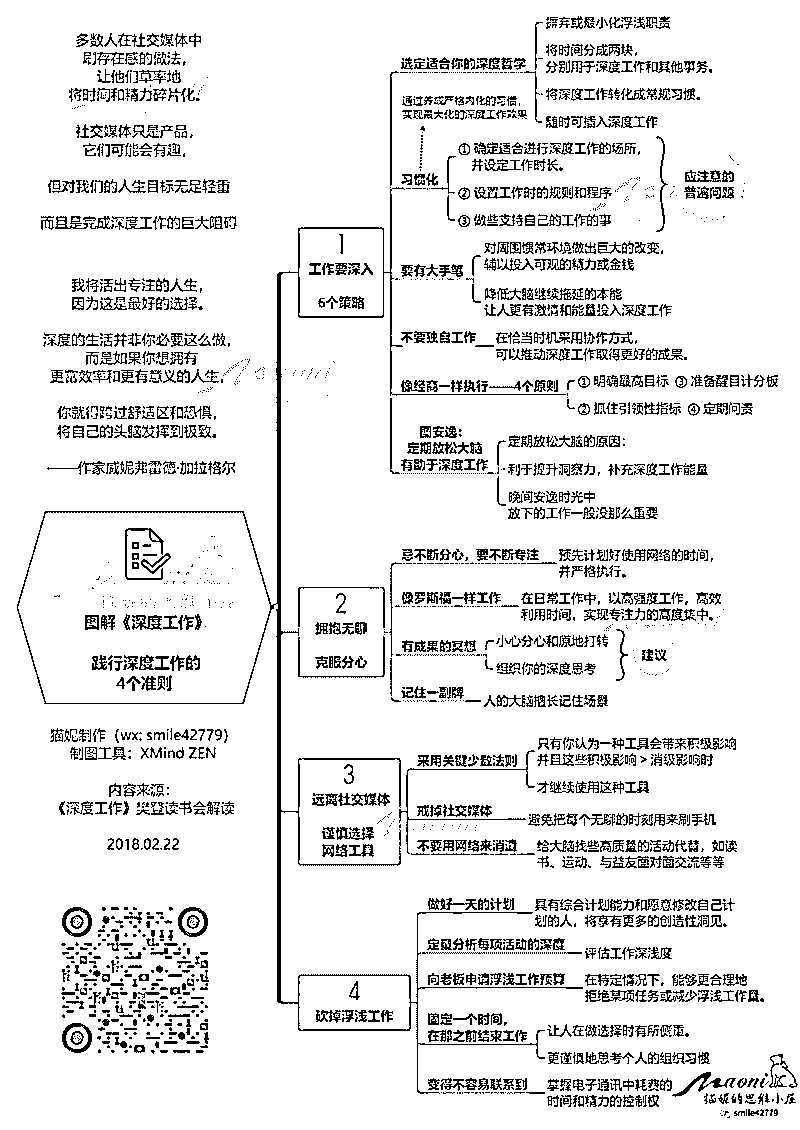 多数人在社交媒体中
刷存在感的做法，
让他们草率地
将时间和精力碎片化。
社交媒体只是产品，
它们可能会有趣，
但对我们的人生目标无足轻重
而且是完成深度工作的巨大阻碍
我将活出专注的人生，
因为这是最好的选择。
深度的生活并非你必要这么做，
而是如果你想拥有
更高效率和更有意义的人生，
你就得跨过舒适区和恐惧，
将自己的头脑发挥到极致。
——作家威妮弗雷德·加拉格尔
图解《深度工作》
践行深度工作的
4个准则
猫妮制作（wx: smile42779）
制图工具：XMind ZEN
内容来源：
《深度工作》樊登读书会解读
2018.02.22
1
工作要深入
6个策略
选定适合你的深度哲学
摒弃或最小化浮浅职责
将时间分成两块，
分别用于深度工作和其他事务。
将深度工作转化成常规习惯。
随时可插入深度工作
通过养成严格内化的习惯，
实现最大化的深度工作效果
习惯化
① 确定适合进行深度工作的场所，
并设定工作时长。
② 设置工作时的规则和程序
③ 做些支持自己的工作的事
应注意的
普遍问题
要有大手笔
对周围惯常环境做出巨大的改变，
辅以投入可观的精力或金钱
降低大脑继续拖延的本能
让人更有激情和能量投入深度工作
不要独自工作
在恰当时机采用协作方式，
可以推动深度工作取得更好的成果。
像经商一样执行——4个原则
① 明确最高目标 ③ 准备醒目计分板
② 抓住引领性指标 ④ 定期问责
图安逸：
定期放松大脑
有助于深度工作
定期放松大脑的原因：
利于提升洞察力，补充深度工作能量
晚间安逸时光中
放下的工作一般没那么重要
2
拥抱无聊
克服分心
忌不断分心，要不断专注
预先计划好使用网络的时间，
并严格执行。
像罗斯福一样工作
在日常工作中，以高强度工作，高效
利用时间，实现专注力的高度集中。
有成果的冥想
小心分心和原地打转
组织你的深度思考
建议
记住一副牌
人的大脑擅长记住场景
3
远离社交媒体
谨慎选择
网络工具
采用关键少数法则
只有你认为一种工具会带来积极影响
并且这些积极影响 > 消级影响时
才继续使用这种工具
戒掉社交媒体
避免把每个无聊的时刻用来刷手机
不要用网络来消遣
给大脑找些高质量的活动代替，如读
书、运动、与益友面对面交流等等
4
砍掉浮浅工作
做好一天的计划
具有综合计划能力和愿意修改自己计
划的人，将享有更多的创造性洞见。
定量分析每项活动的深度
评估工作深浅度
向老板申请浮浅工作预算
在特定情况下，能够更合理地
拒绝某项任务或减少浮浅工作量。
固定一个时间，
在那之前结束工作
让人在做选择时有所侧重。
更谨慎地思考个人的组织习惯
变得不容易联系到
掌握电子通讯中耗费的
时间和精力的控制权
Maoni
猫妮的思维小屋
wx: smile42779